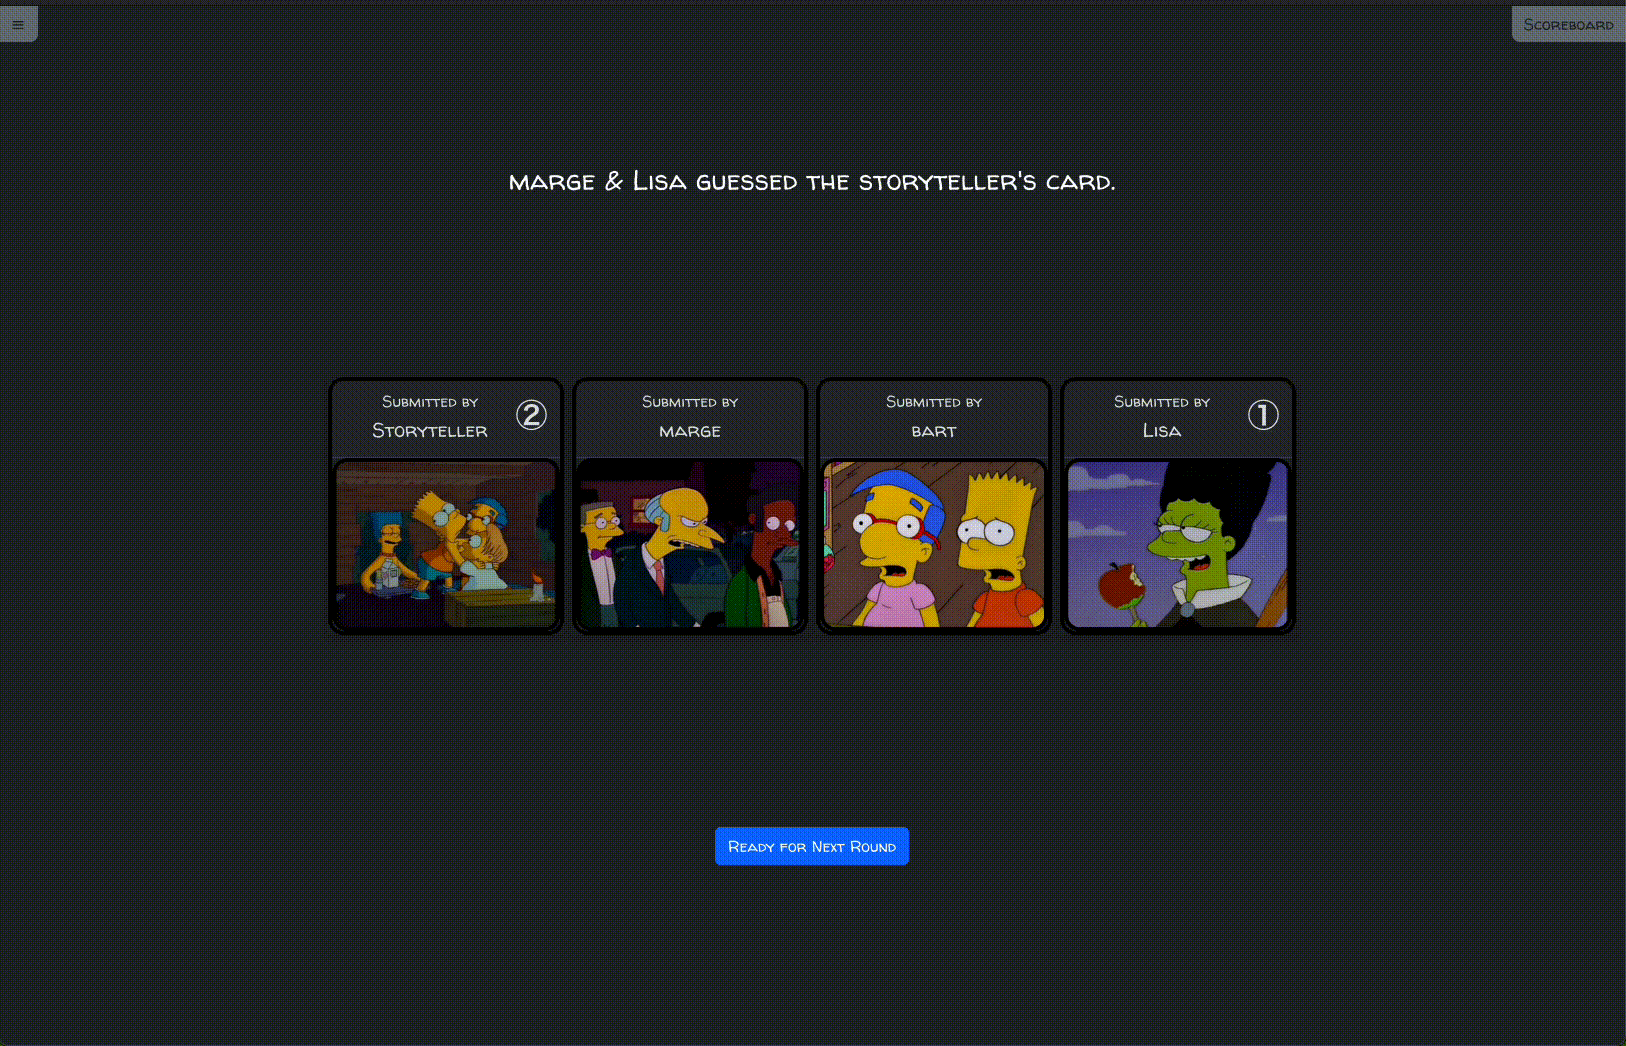 ≡
Scoreboard
marge & Lisa guessed the storyteller's card.
Submitted by
Storyteller
②
Submitted by
marge
Submitted by
bart
Submitted by
Lisa
①
Ready for Next Round